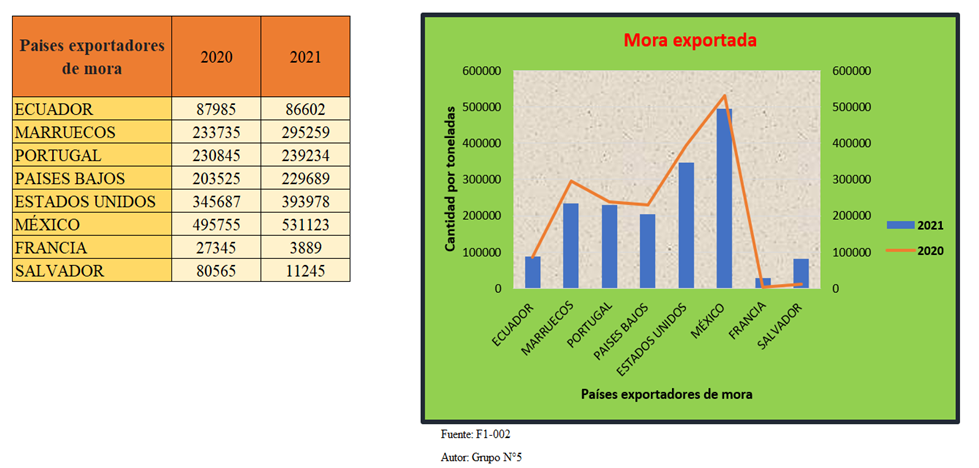 Paises exportadores
de mora
2020
2021
ECUADOR 87985 86602
MARRUECOS 233735 295259
PORTUGAL 230845 239234
PAISES BAJOS 203525 229689
ESTADOS UNIDOS 345687 393978
MÉXICO 495755 531123
FRANCIA 27345 3889
SALVADOR 80565 11245
Mora exportada
Cantidad por toneladas
600000
500000
400000
300000
200000
100000
0
600000
500000
400000
300000
200000
100000
0
ECUADOR
MARRUECOS
PORTUGAL
PAISES BAJOS
ESTADOS UNIDOS
MÉXICO
FRANCIA
SALVADOR
2021
2020
Países exportadores de mora
Fuente: F1-002
Autor: Grupo N°5